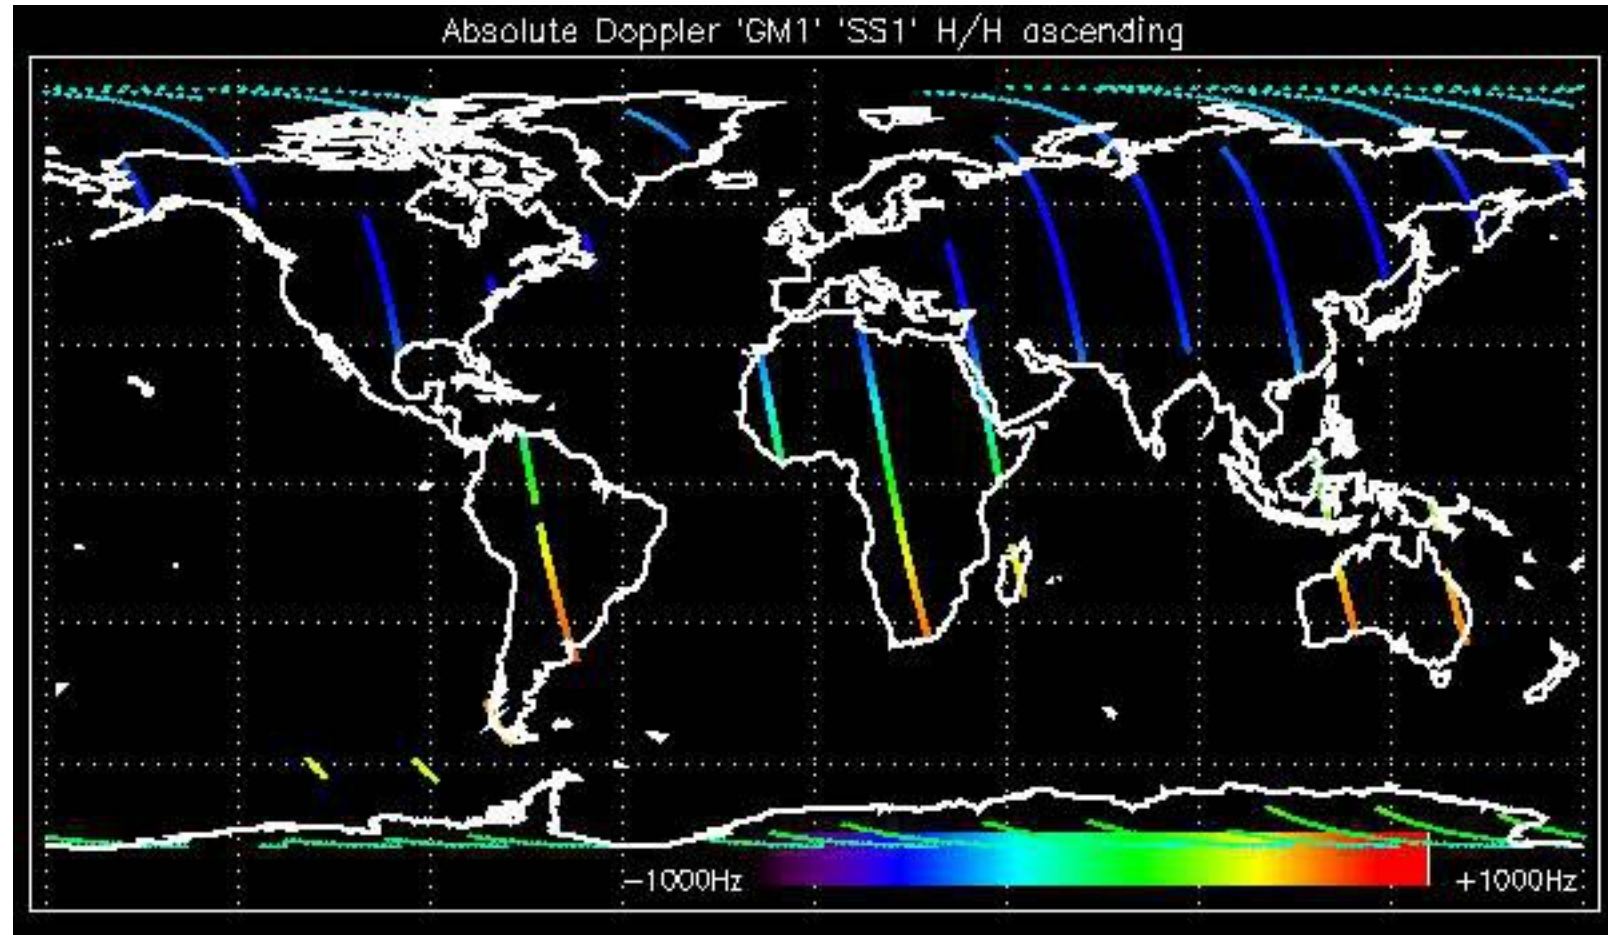 Absolute Doppler 'GM1' 'SS1' H/H ascending
−1000Hz
+1000Hz